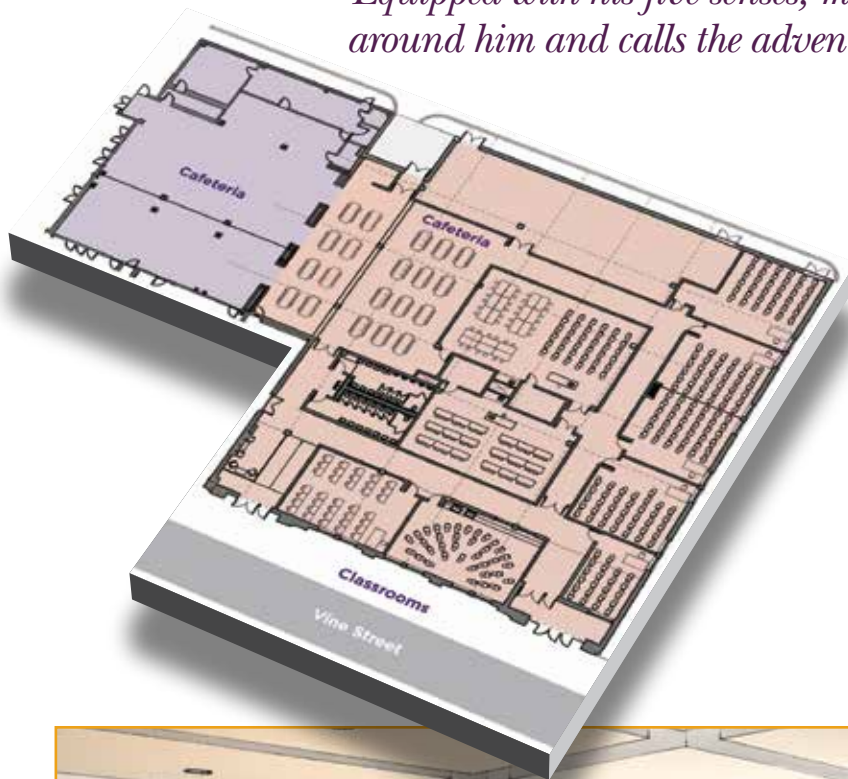 Equipped with his five senses, m
around him and calls the adven
Cafeteria
Cafeteria
Classrooms
Vine Street